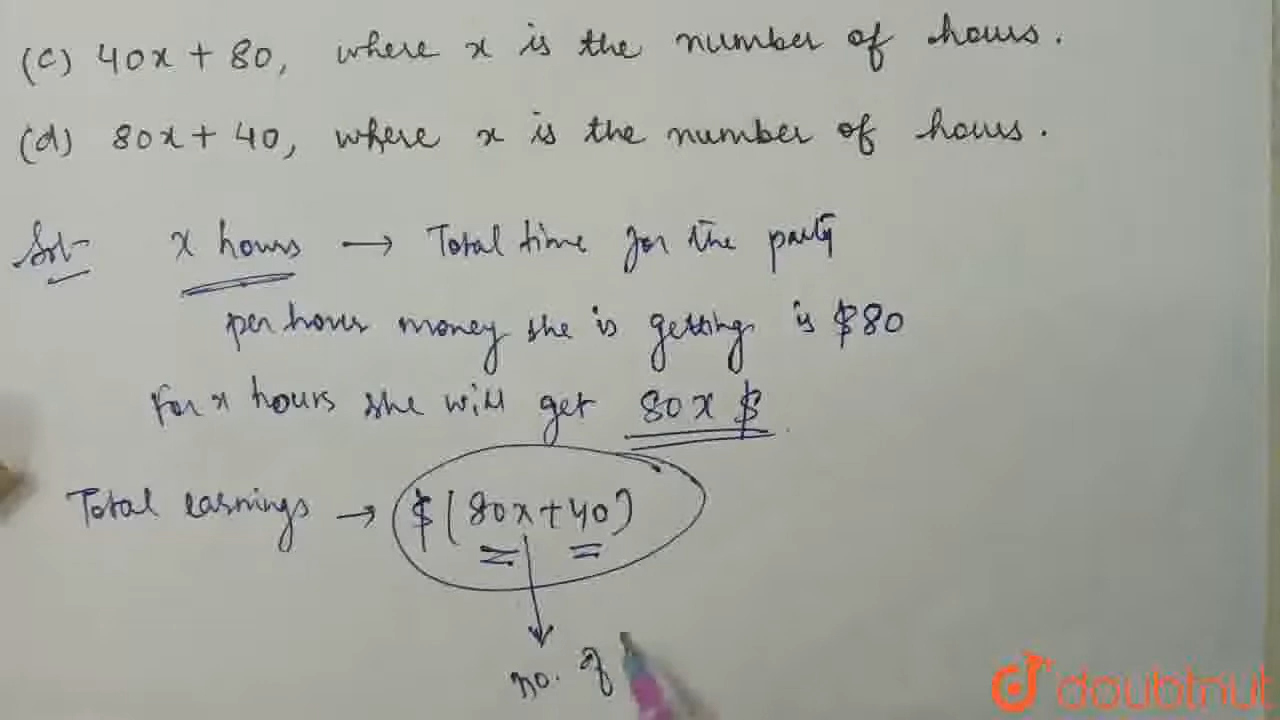 (c) 40x + 80, where x is the number of hours.
(d) 80x + 40, where x is the number of hours.
Sol- x hours → Total time for the party
per hour money she is getting is $80
For x hours she will get 80x $
Total earnings → $(80x+40)
no. of
doubtnut